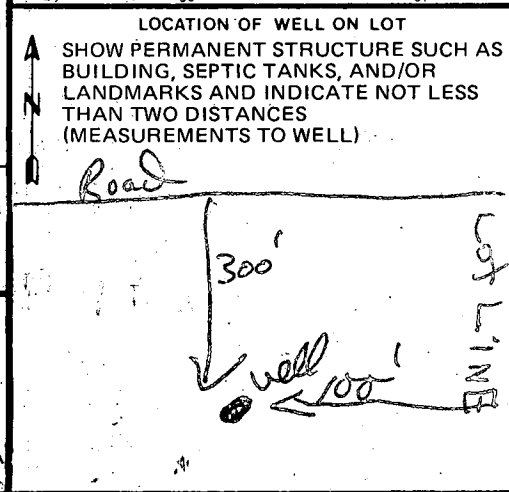 LOCATION OF WELL ON LOT
SHOW PERMANENT STRUCTURE SUCH AS
BUILDING, SEPTIC TANKS, AND/OR
LANDMARKS AND INDICATE NOT LESS
THAN TWO DISTANCES
(MEASUREMENTS TO WELL)
N
Road
300'
Lot LINE
well
100'